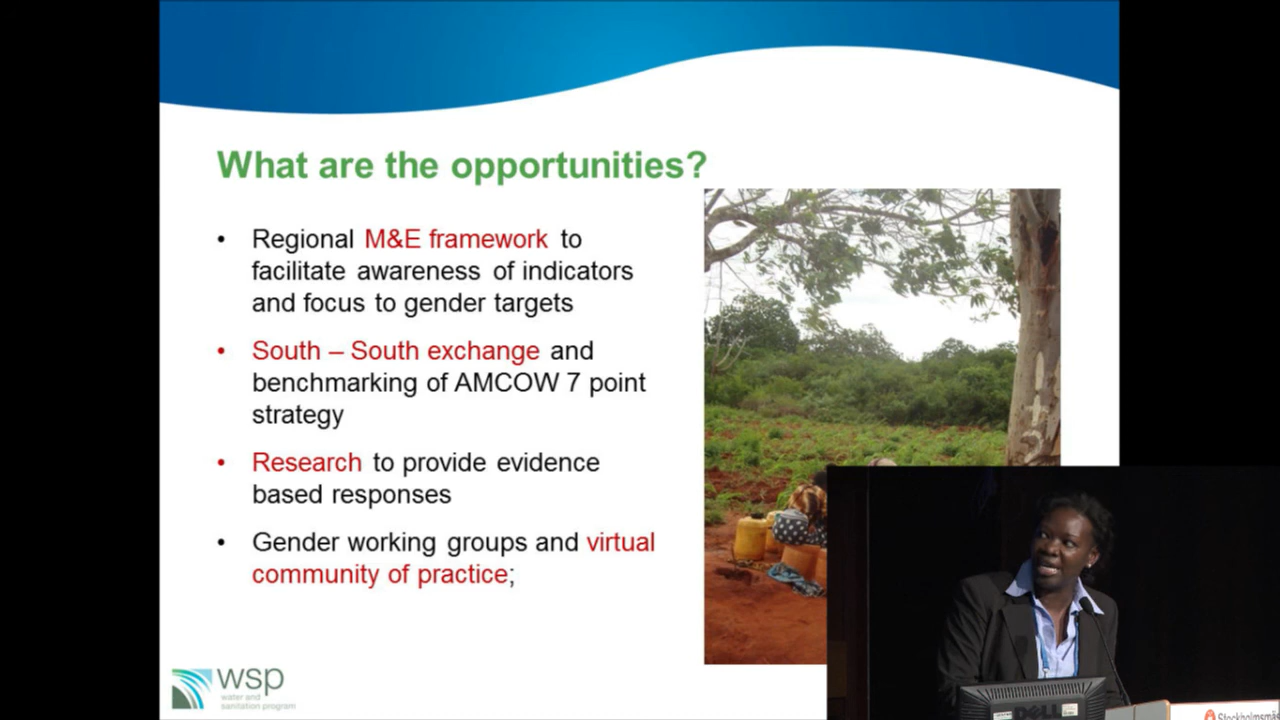 What are the opportunities?
• Regional M&E framework to
facilitate awareness of indicators
and focus to gender targets
• South – South exchange and
benchmarking of AMCOW 7 point
strategy
• Research to provide evidence
based responses
• Gender working groups and virtual
community of practice;
wsp
water and
sanitation program
DELL